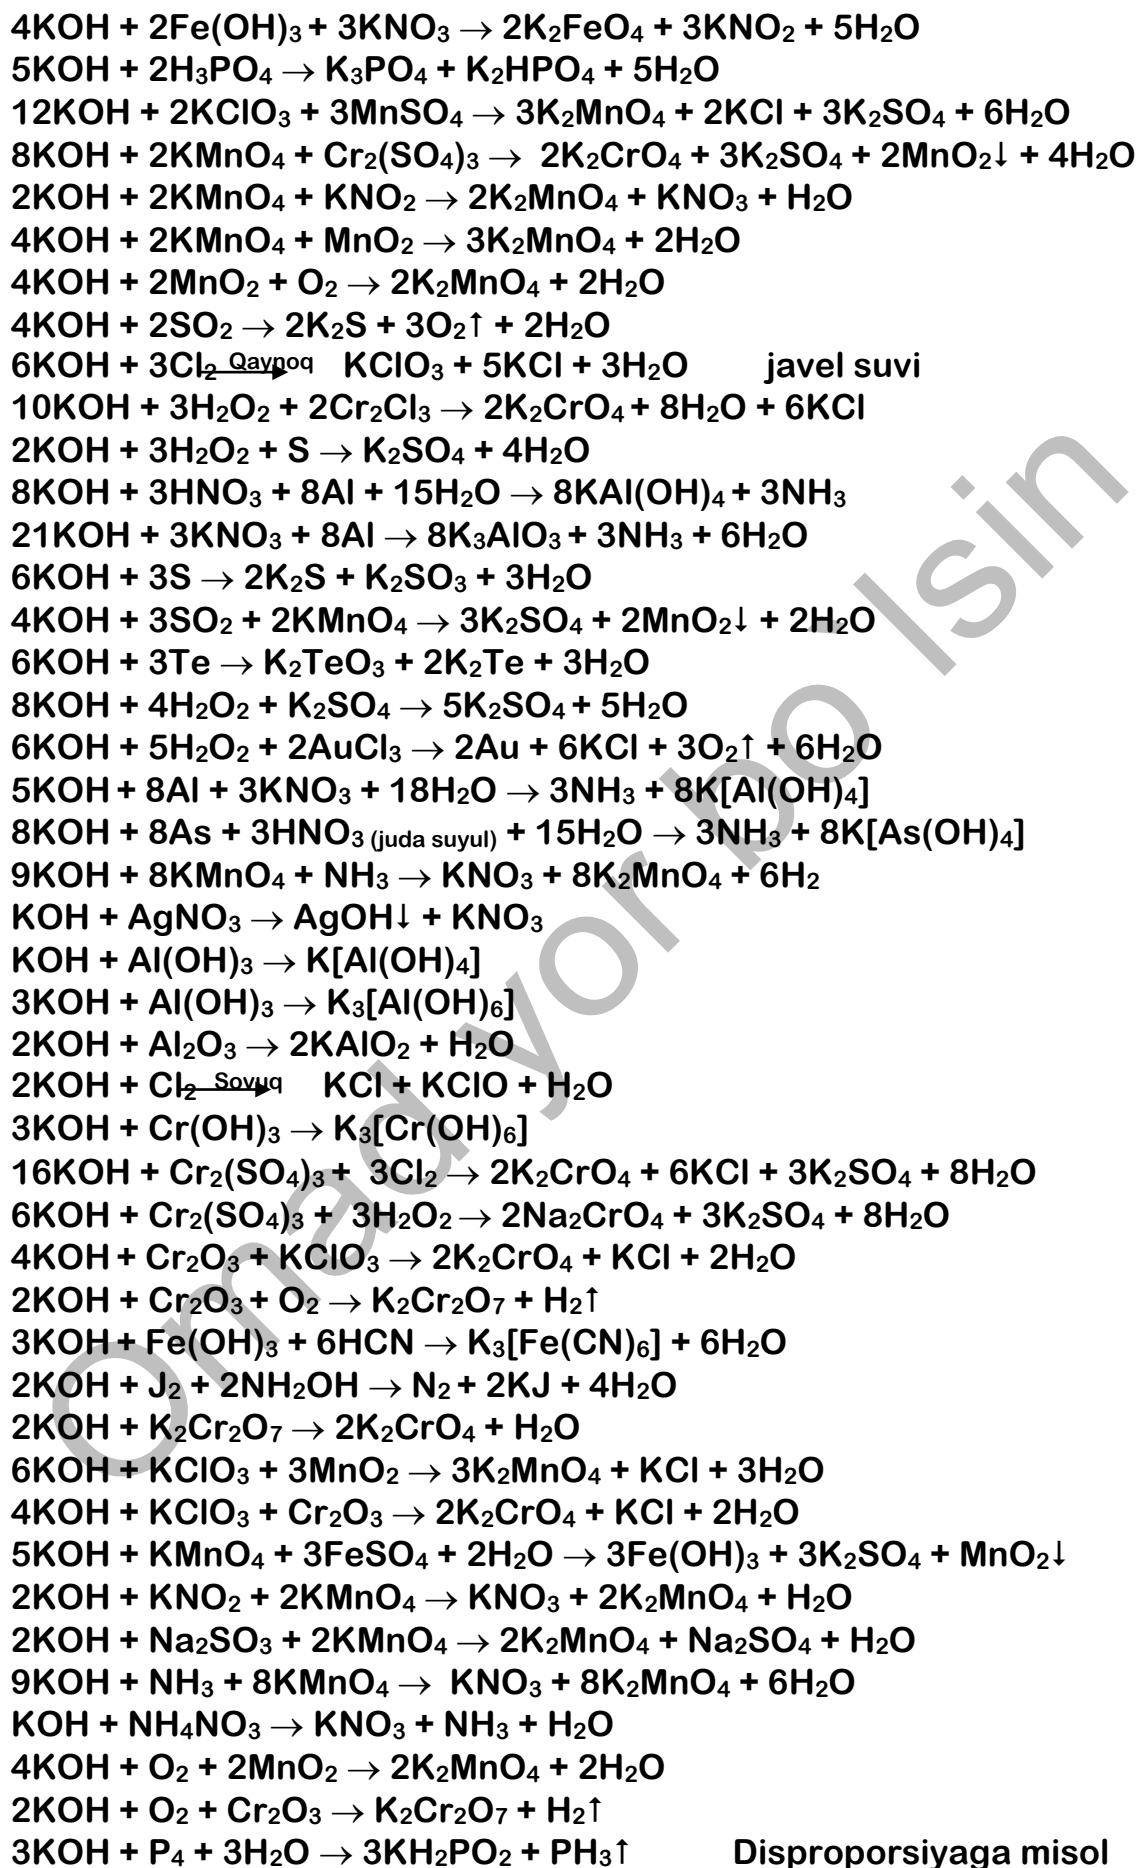 4KOH + 2Fe(OH)₃ + 3KNO₃ → 2K₂FeO₄ + 3KNO₂ + 5H₂O
5KOH + 2H₃PO₄ → K₃PO₄ + K₂HPO₄ + 5H₂O
12KOH + 2KClO₃ + 3MnSO₄ → 3K₂MnO₄ + 2KCl + 3K₂SO₄ + 6H₂O
8KOH + 2KMnO₄ + Cr₂(SO₄)₃ → 2K₂CrO₄ + 3K₂SO₄ + 2MnO₂↓ + 4H₂O
2KOH + 2KMnO₄ + KNO₂ → 2K₂MnO₄ + KNO₃ + H₂O
4KOH + 2KMnO₄ + MnO₂ → 3K₂MnO₄ + 2H₂O
4KOH + 2MnO₂ + O₂ → 2K₂MnO₄ + 2H₂O
4KOH + 2SO₂ → 2K₂S + 3O₂↑ + 2H₂O
6KOH + 3Cl₂ Qaynoq → KClO₃ + 5KCl + 3H₂O javel suvi
10KOH + 3H₂O₂ + 2Cr₂Cl₃ → 2K₂CrO₄ + 8H₂O + 6KCl
2KOH + 3H₂O₂ + S → K₂SO₄ + 4H₂O
8KOH + 3HNO₃ + 8Al + 15H₂O → 8KAl(OH)₄ + 3NH₃
21KOH + 3KNO₃ + 8Al → 8K₃AlO₃ + 3NH₃ + 6H₂O
6KOH + 3S → 2K₂S + K₂SO₃ + 3H₂O
4KOH + 3SO₂ + 2KMnO₄ → 3K₂SO₄ + 2MnO₂↓ + 2H₂O
6KOH + 3Te → K₂TeO₃ + 2K₂Te + 3H₂O
8KOH + 4H₂O₂ + K₂SO₄ → 5K₂SO₄ + 5H₂O
6KOH + 5H₂O₂ + 2AuCl₃ → 2Au + 6KCl + 3O₂↑ + 6H₂O
5KOH + 8Al + 3KNO₃ + 18H₂O → 3NH₃ + 8K[Al(OH)₄]
8KOH + 8As + 3HNO₃ (juda suyul) + 15H₂O → 3NH₃ + 8K[As(OH)₄]
9KOH + 8KMnO₄ + NH₃ → KNO₃ + 8K₂MnO₄ + 6H₂
KOH + AgNO₃ → AgOH↓ + KNO₃
KOH + Al(OH)₃ → K[Al(OH)₄]
3KOH + Al(OH)₃ → K₃[Al(OH)₆]
2KOH + Al₂O₃ → 2KAlO₂ + H₂O
2KOH + Cl₂ Sovuq → KCl + KClO + H₂O
3KOH + Cr(OH)₃ → K₃[Cr(OH)₆]
16KOH + Cr₂(SO₄)₃ + 3Cl₂ → 2K₂CrO₄ + 6KCl + 3K₂SO₄ + 8H₂O
6KOH + Cr₂(SO₄)₃ + 3H₂O₂ → 2Na₂CrO₄ + 3K₂SO₄ + 8H₂O
4KOH + Cr₂O₃ + KClO₃ → 2K₂CrO₄ + KCl + 2H₂O
2KOH + Cr₂O₃ + O₂ → K₂Cr₂O₇ + H₂↑
3KOH + Fe(OH)₃ + 6HCN → K₃[Fe(CN)₆] + 6H₂O
2KOH + J₂ + 2NH₂OH → N₂ + 2KJ + 4H₂O
2KOH + K₂Cr₂O₇ → 2K₂CrO₄ + H₂O
6KOH + KClO₃ + 3MnO₂ → 3K₂MnO₄ + KCl + 3H₂O
4KOH + KClO₃ + Cr₂O₃ → 2K₂CrO₄ + KCl + 2H₂O
5KOH + KMnO₄ + 3FeSO₄ + 2H₂O → 3Fe(OH)₃ + 3K₂SO₄ + MnO₂↓
2KOH + KNO₂ + 2KMnO₄ → KNO₃ + 2K₂MnO₄ + H₂O
2KOH + Na₂SO₃ + 2KMnO₄ → 2K₂MnO₄ + Na₂SO₄ + H₂O
9KOH + NH₃ + 8KMnO₄ → KNO₃ + 8K₂MnO₄ + 6H₂O
KOH + NH₄NO₃ → KNO₃ + NH₃ + H₂O
4KOH + O₂ + 2MnO₂ → 2K₂MnO₄ + 2H₂O
2KOH + O₂ + Cr₂O₃ → K₂Cr₂O₇ + H₂↑
3KOH + P₄ + 3H₂O → 3KH₂PO₂ + PH₃↑ Disproporsiyaga misol
Omad yor bo`lsin